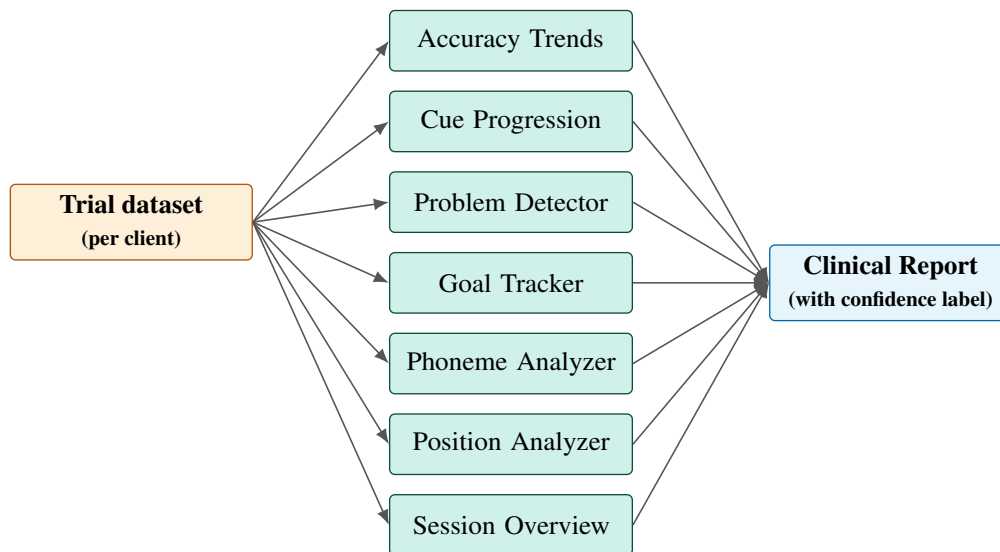 Trial dataset
(per client)
Accuracy Trends
Cue Progression
Problem Detector
Goal Tracker
Phoneme Analyzer
Position Analyzer
Session Overview
Clinical Report
(with confidence label)